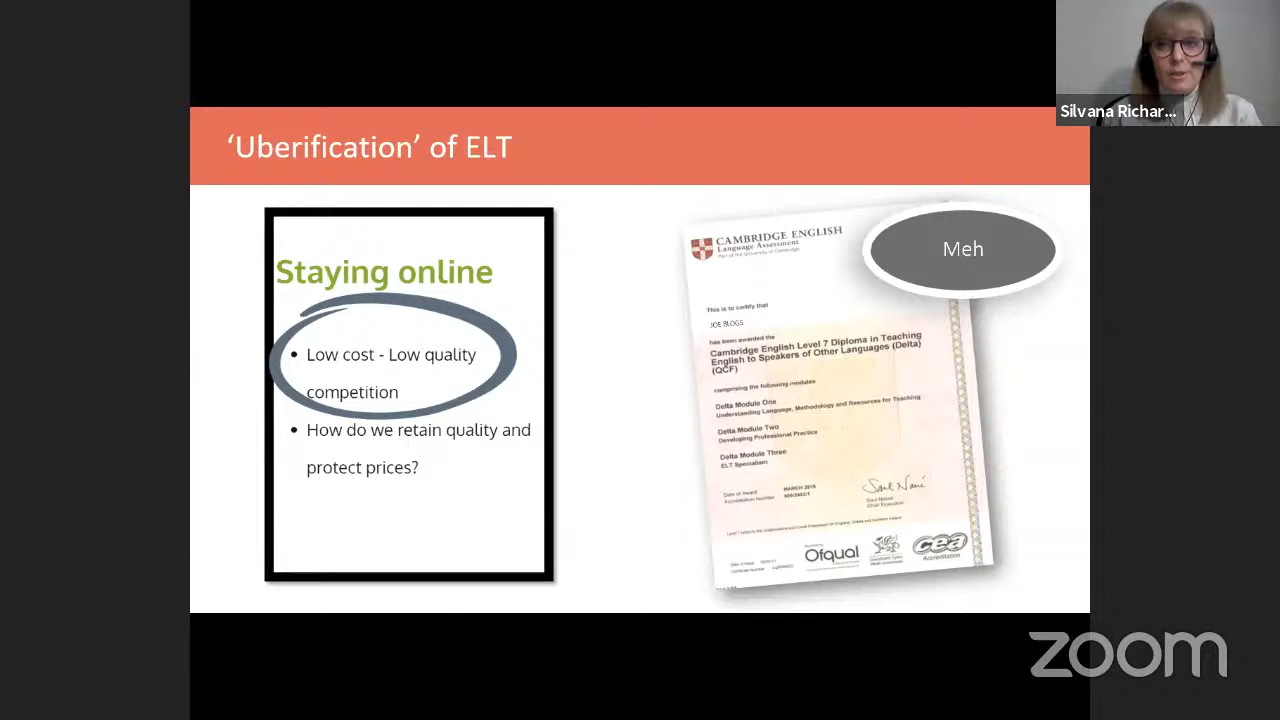 Silvana Richar...
‘Uberification’ of ELT
Staying online
• Low cost - Low quality
competition
• How do we retain quality and
protect prices?
Meh
CAMBRIDGE ENGLISH
Language Assessment
Part of the University of Cambridge
This is to certify that
JOE BLOGS
has been awarded the
Cambridge English Level 7 Diploma in Teaching
English to Speakers of Other Languages (Delta)
(QCF)
comprising the following modules
Delta Module One
Understanding Language, Methodology and Resources for Teaching
Delta Module Two
Developing Professional Practice
Delta Module Three
ELT Specialism
Date of Award
Accreditation Number
Chief Executive
Ofqual
cea
Accreditation
zoom